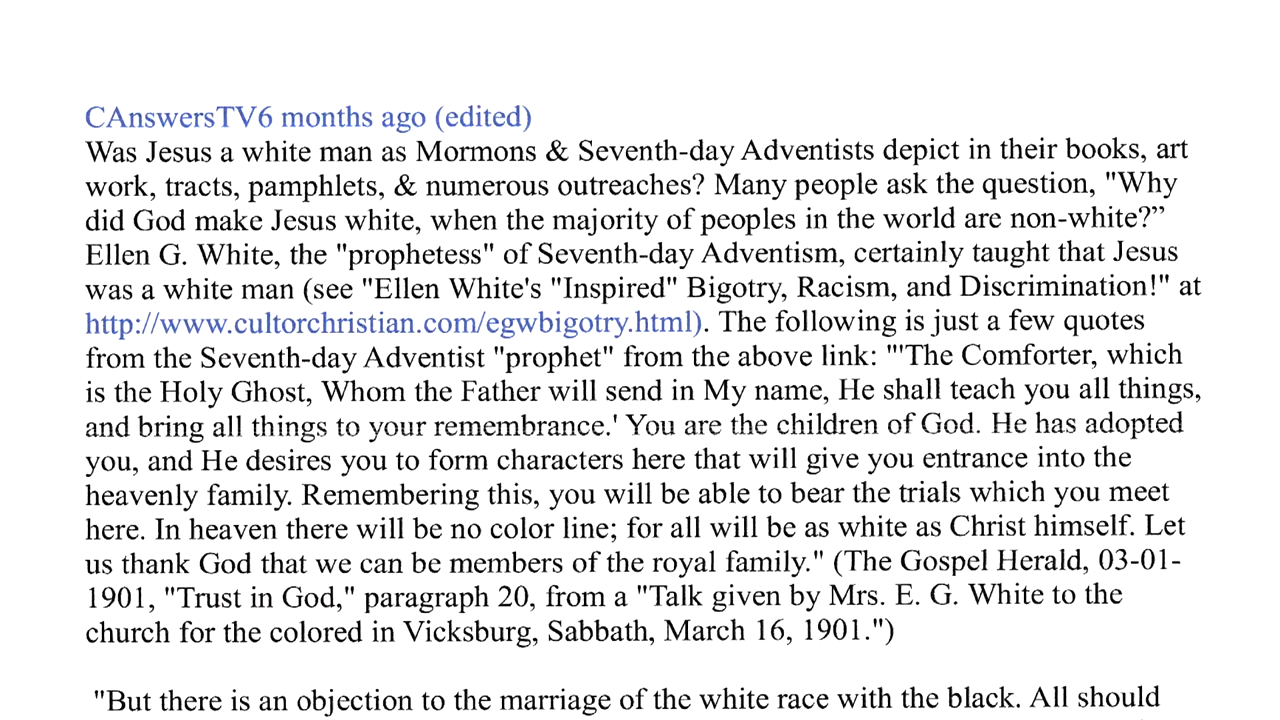 CAnswersTV6 months ago (edited)
Was Jesus a white man as Mormons & Seventh-day Adventists depict in their books, art
work, tracts, pamphlets, & numerous outreaches? Many people ask the question, "Why
did God make Jesus white, when the majority of peoples in the world are non-white?”
Ellen G. White, the "prophetess" of Seventh-day Adventism, certainly taught that Jesus
was a white man (see "Ellen White's "Inspired" Bigotry, Racism, and Discrimination!" at
http://www.cultorchristian.com/egwbigotry.html). The following is just a few quotes
from the Seventh-day Adventist "prophet" from the above link: "'The Comforter, which
is the Holy Ghost, Whom the Father will send in My name, He shall teach you all things,
and bring all things to your remembrance.' You are the children of God. He has adopted
you, and He desires you to form characters here that will give you entrance into the
heavenly family. Remembering this, you will be able to bear the trials which you meet
here. In heaven there will be no color line; for all will be as white as Christ himself. Let
us thank God that we can be members of the royal family." (The Gospel Herald, 03-01-
1901, "Trust in God," paragraph 20, from a "Talk given by Mrs. E. G. White to the
church for the colored in Vicksburg, Sabbath, March 16, 1901.")
"But there is an objection to the marriage of the white race with the black. All should